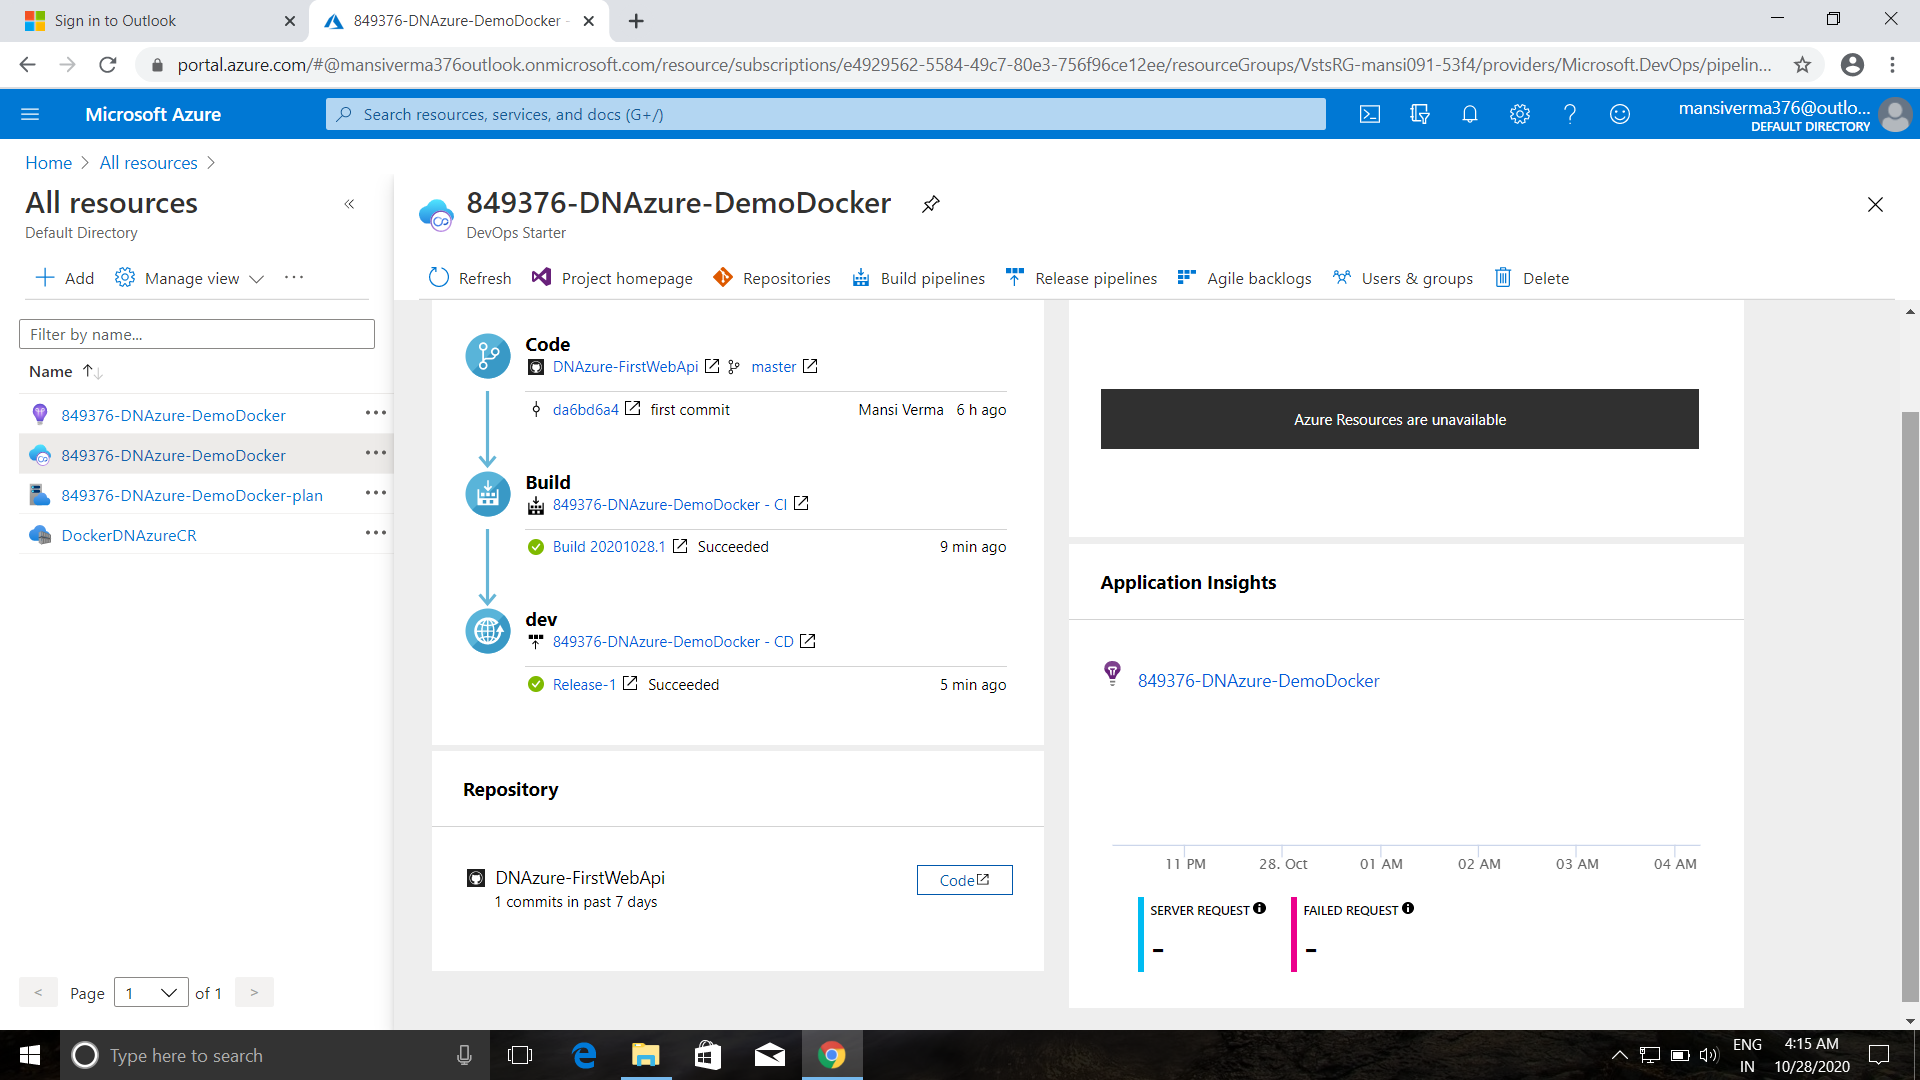 Sign in to Outlook
849376-DNAzure-DemoDocker -
portal.azure.com/#@mansiverma376outlook.onmicrosoft.com/resource/subscriptions/e4929562-5584-49c7-80e3-756f96ce12ee/resourceGroups/VstsRG-mansi091-53f4/providers/Microsoft.DevOps/pipelin...
Microsoft Azure
Search resources, services, and docs (G+/)
mansiverma376@outlo...
DEFAULT DIRECTORY
Home > All resources >
All resources
Default Directory
«
Add
Manage view
...
Filter by name...
Name ↑↓
849376-DNAzure-DemoDocker ...
849376-DNAzure-DemoDocker ...
849376-DNAzure-DemoDocker-plan ...
DockerDNAzureCR ...
< Page 1 of 1 >
849376-DNAzure-DemoDocker
DevOps Starter
Refresh Project homepage Repositories Build pipelines Release pipelines Agile backlogs Users & groups Delete
Code
DNAzure-FirstWebApi master
da6bd6a4 first commit Mansi Verma 6 h ago
Build
849376-DNAzure-DemoDocker - CI
Build 20201028.1 Succeeded 9 min ago
dev
849376-DNAzure-DemoDocker - CD
Release-1 Succeeded 5 min ago
Repository
DNAzure-FirstWebApi
1 commits in past 7 days
Code
Azure Resources are unavailable
Application Insights
849376-DNAzure-DemoDocker
11 PM 28. Oct 01 AM 02 AM 03 AM 04 AM
SERVER REQUEST
-
FAILED REQUEST
-
Type here to search
ENG
IN
4:15 AM
10/28/2020